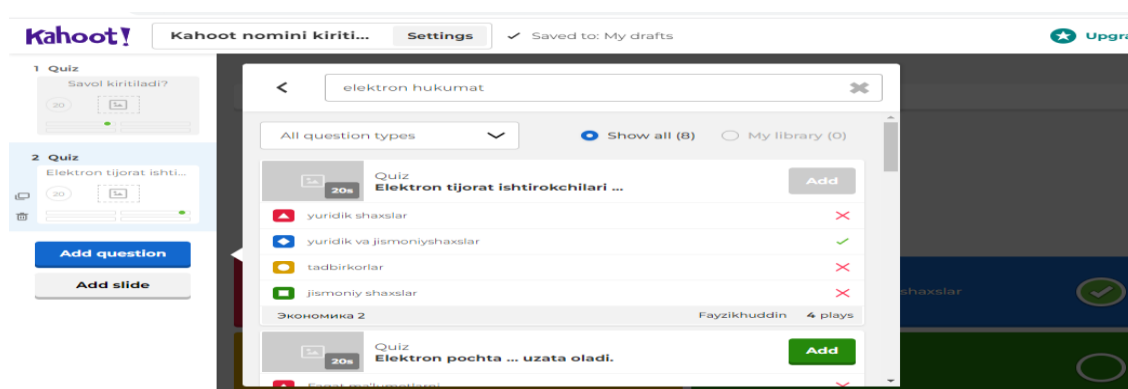 Kahoot!
Kahoot nomini kiriti...
Settings
Saved to: My drafts
1 Quiz
Savol kiritiladi?
20
2 Quiz
Elektron tijorat ishti...
20
Add question
Add slide
elektron hukumat
All question types
Show all (8)
My library (0)
20s
Quiz
Elektron tijorat ishtirokchilari ...
Add
yuridik shaxslar
yuridik va jismoniyshaxslar
tadbirkorlar
jismoniy shaxslar
Экономика 2
Fayzikhuddin 4 plays
20s
Quiz
Elektron pochta ... uzata oladi.
Add
shaxslar